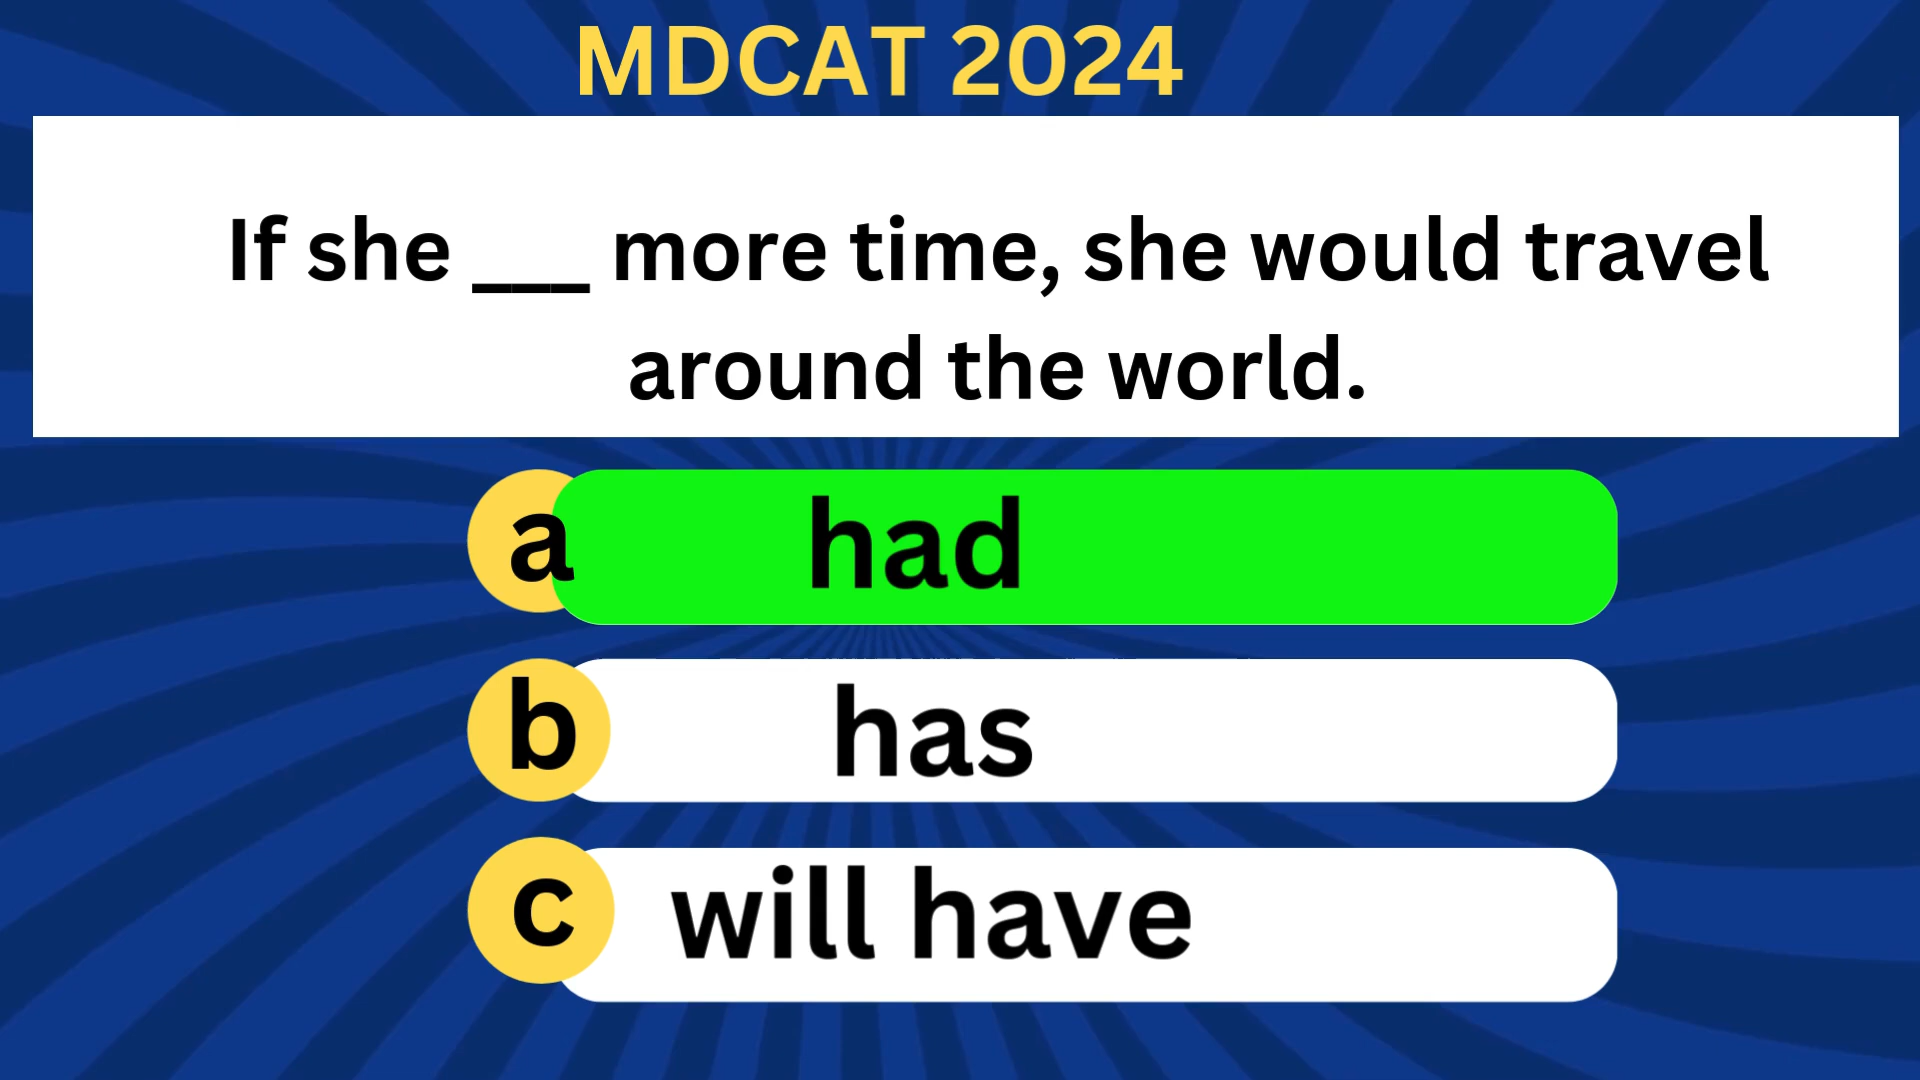 MDCAT 2024
If she ___ more time, she would travel
around the world.
a had
b has
c will have